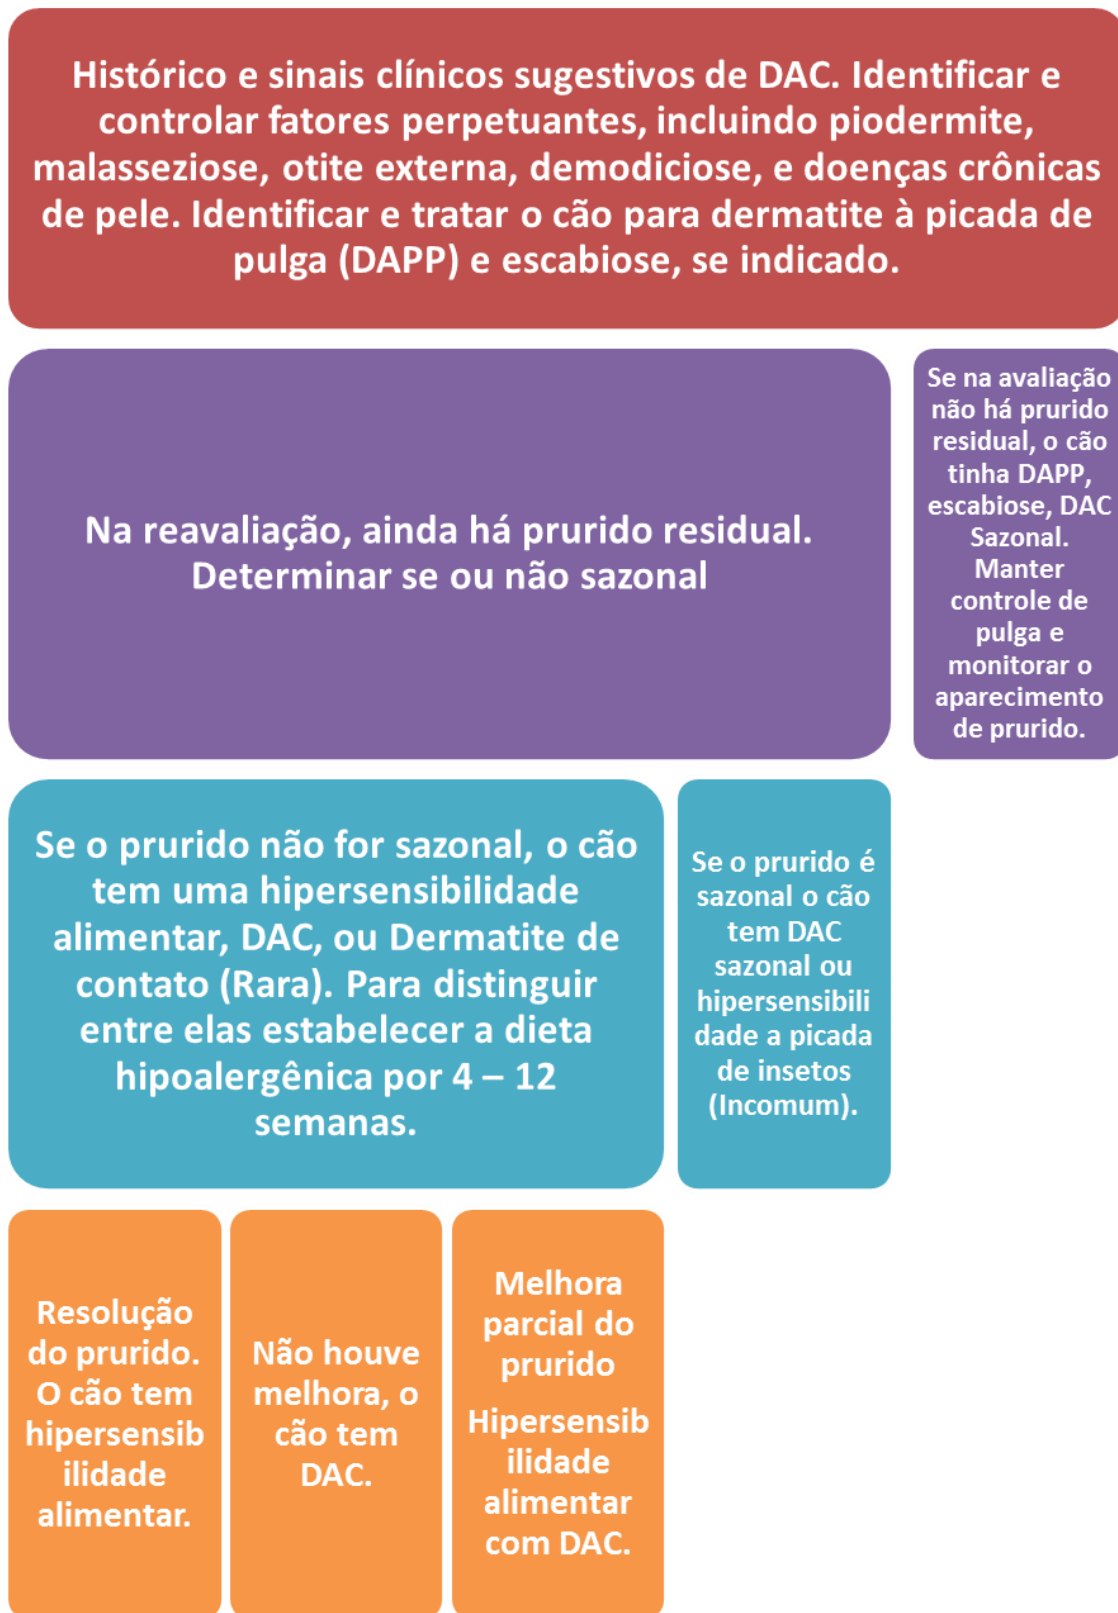 Histórico e sinais clínicos sugestivos de DAC. Identificar e
controlar fatores perpetuantes, incluindo piodermite,
malasseziose, otite externa, demodiciose, e doenças crônicas
de pele. Identificar e tratar o cão para dermatite à picada de
pulga (DAPP) e escabiose, se indicado.
Na reavaliação, ainda há prurido residual.
Determinar se ou não sazonal
Se na avaliação
não há prurido
residual, o cão
tinha DAPP,
escabiose, DAC
Sazonal.
Manter
controle de
pulga e
monitorar o
aparecimento
de prurido.
Se o prurido não for sazonal, o cão
tem uma hipersensibilidade
alimentar, DAC, ou Dermatite de
contato (Rara). Para distinguir
entre elas estabelecer a dieta
hipoalergênica por 4 – 12
semanas.
Se o prurido é
sazonal o cão
tem DAC
sazonal ou
hipersensibili
dade a picada
de insetos
(Incomum).
Resolução
do prurido.
O cão tem
hipersensib
ilidade
alimentar.
Não houve
melhora, o
cão tem
DAC.
Melhora
parcial do
prurido
Hipersensib
ilidade
alimentar
com DAC.